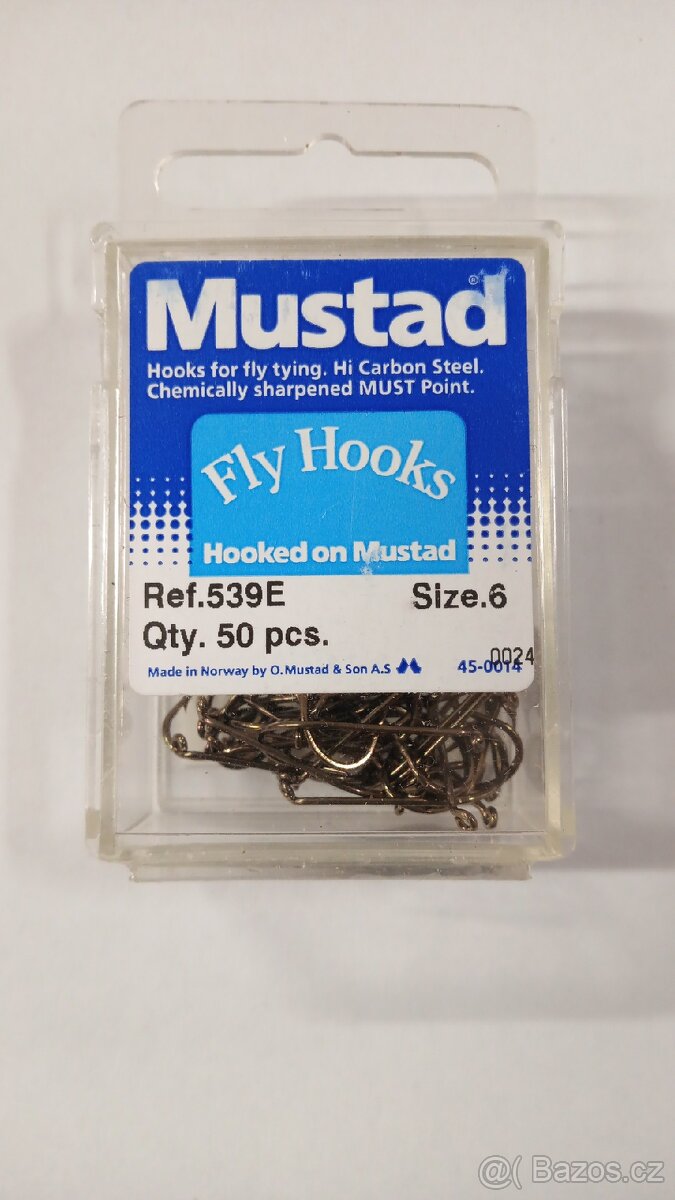 Mustad®
Hooks for fly tying. Hi Carbon Steel.
Chemically sharpened MUST Point.
Fly Hooks
Hooked on Mustad
Ref.539E Size.6
Qty. 50 pcs.
0024
Made in Norway by O. Mustad & Son A.S 45-0014
@( Bazos.cz